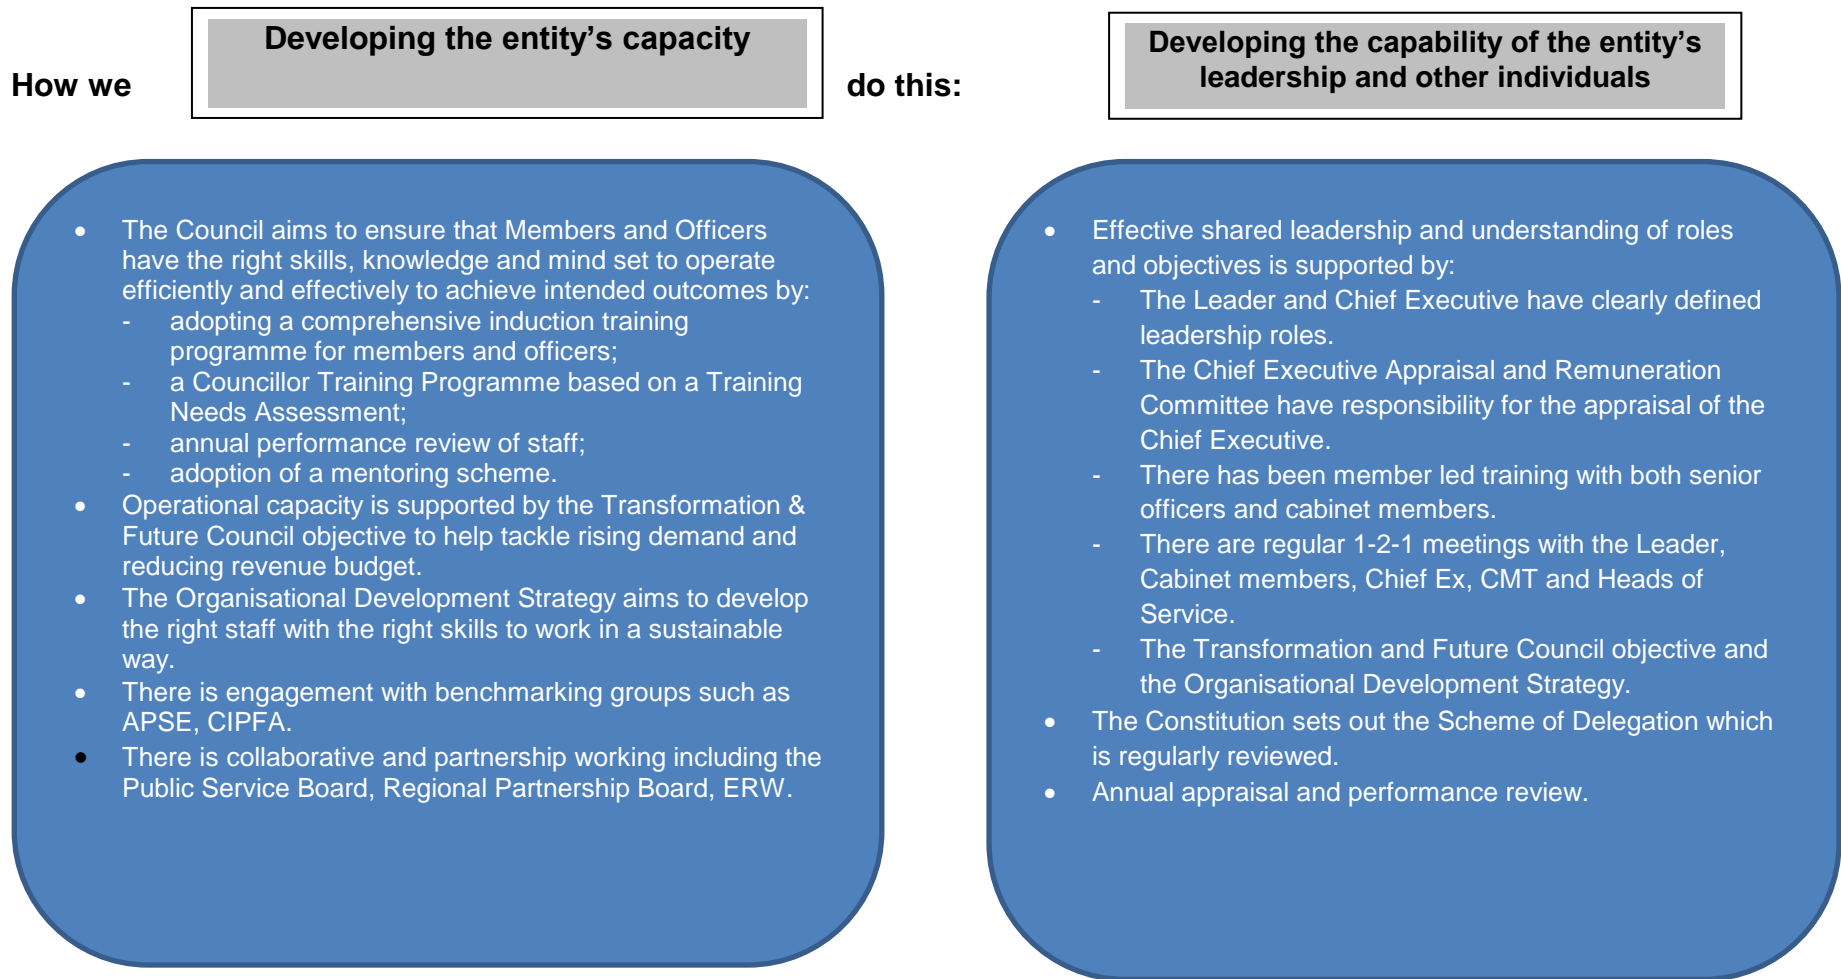 Developing the entity’s capacity
How we
do this:
Developing the capability of the entity’s
leadership and other individuals
• The Council aims to ensure that Members and Officers
have the right skills, knowledge and mind set to operate
efficiently and effectively to achieve intended outcomes by:
- adopting a comprehensive induction training
programme for members and officers;
- a Councillor Training Programme based on a Training
Needs Assessment;
- annual performance review of staff;
- adoption of a mentoring scheme.
• Operational capacity is supported by the Transformation &
Future Council objective to help tackle rising demand and
reducing revenue budget.
• The Organisational Development Strategy aims to develop
the right staff with the right skills to work in a sustainable
way.
• There is engagement with benchmarking groups such as
APSE, CIPFA.
• There is collaborative and partnership working including the
Public Service Board, Regional Partnership Board, ERW.
• Effective shared leadership and understanding of roles
and objectives is supported by:
- The Leader and Chief Executive have clearly defined
leadership roles.
- The Chief Executive Appraisal and Remuneration
Committee have responsibility for the appraisal of the
Chief Executive.
- There has been member led training with both senior
officers and cabinet members.
- There are regular 1-2-1 meetings with the Leader,
Cabinet members, Chief Ex, CMT and Heads of
Service.
- The Transformation and Future Council objective and
the Organisational Development Strategy.
• The Constitution sets out the Scheme of Delegation which
is regularly reviewed.
• Annual appraisal and performance review.